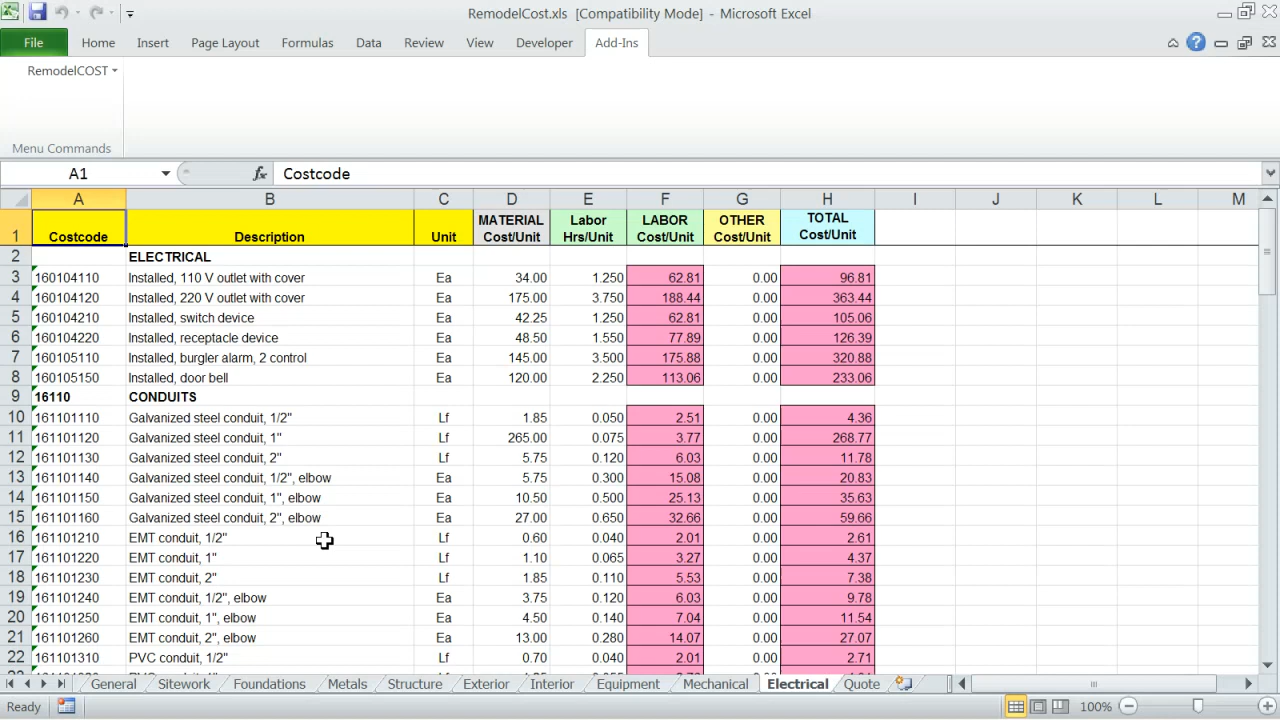 RemodelCost.xls [Compatibility Mode] - Microsoft Excel
File Home Insert Page Layout Formulas Data Review View Developer Add-Ins
RemodelCOST
Menu Commands
A1 fx Costcode
A B C D E F G H I J K L M
1 Costcode Description Unit MATERIAL Cost/Unit Labor Hrs/Unit LABOR Cost/Unit OTHER Cost/Unit TOTAL Cost/Unit
2 ELECTRICAL
3 160104110 Installed, 110 V outlet with cover Ea 34.00 1.250 62.81 0.00 96.81
4 160104120 Installed, 220 V outlet with cover Ea 175.00 3.750 188.44 0.00 363.44
5 160104210 Installed, switch device Ea 42.25 1.250 62.81 0.00 105.06
6 160104220 Installed, receptacle device Ea 48.50 1.550 77.89 0.00 126.39
7 160105110 Installed, burgler alarm, 2 control Ea 145.00 3.500 175.88 0.00 320.88
8 160105150 Installed, door bell Ea 120.00 2.250 113.06 0.00 233.06
9 16110 CONDUITS
10 161101110 Galvanized steel conduit, 1/2" Lf 1.85 0.050 2.51 0.00 4.36
11 161101120 Galvanized steel conduit, 1" Lf 265.00 0.075 3.77 0.00 268.77
12 161101130 Galvanized steel conduit, 2" Lf 5.75 0.120 6.03 0.00 11.78
13 161101140 Galvanized steel conduit, 1/2", elbow Ea 5.75 0.300 15.08 0.00 20.83
14 161101150 Galvanized steel conduit, 1", elbow Ea 10.50 0.500 25.13 0.00 35.63
15 161101160 Galvanized steel conduit, 2", elbow Ea 27.00 0.650 32.66 0.00 59.66
16 161101210 EMT conduit, 1/2" Lf 0.60 0.040 2.01 0.00 2.61
17 161101220 EMT conduit, 1" Lf 1.10 0.065 3.27 0.00 4.37
18 161101230 EMT conduit, 2" Lf 1.85 0.110 5.53 0.00 7.38
19 161101240 EMT conduit, 1/2", elbow Ea 3.75 0.120 6.03 0.00 9.78
20 161101250 EMT conduit, 1", elbow Ea 4.50 0.140 7.04 0.00 11.54
21 161101260 EMT conduit, 2", elbow Ea 13.00 0.280 14.07 0.00 27.07
22 161101310 PVC conduit, 1/2" Lf 0.70 0.040 2.01 0.00 2.71
General Sitework Foundations Metals Structure Exterior Interior Equipment Mechanical Electrical Quote
Ready 100%